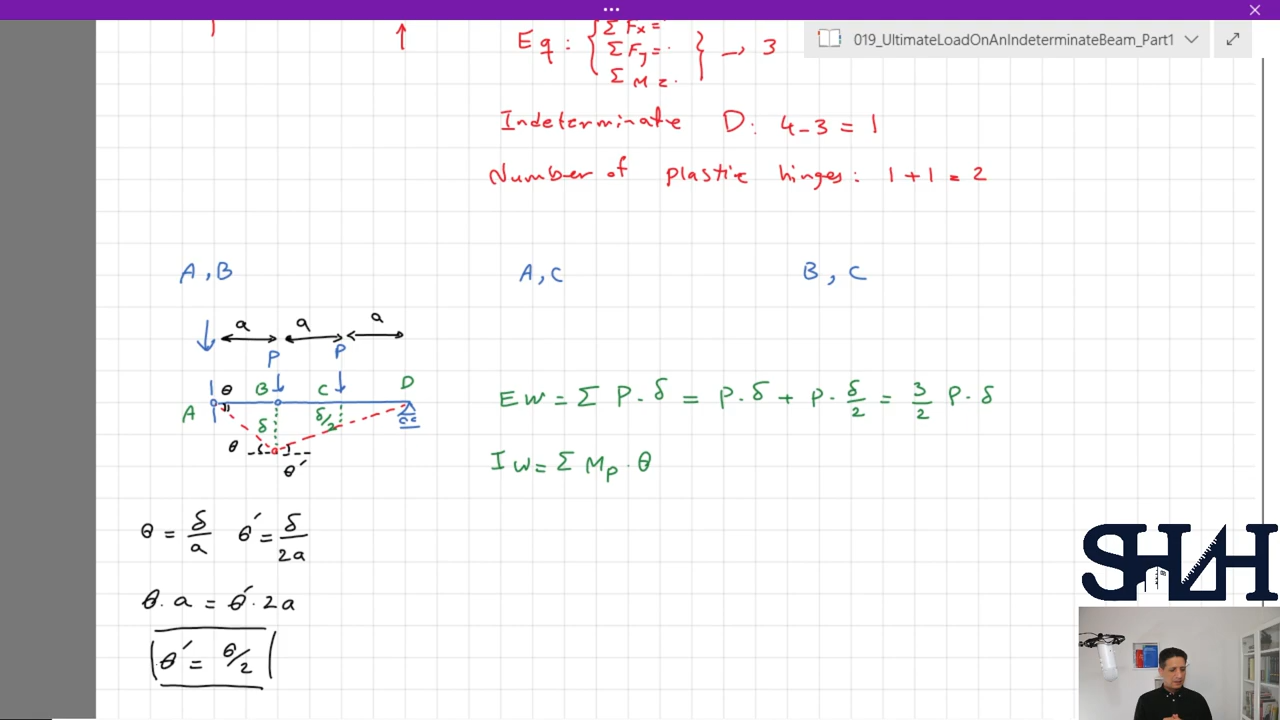 019_UltimateLoadOnAnIndeterminateBeam_Part1
Eq: { Σ Fx =
Σ Fy = . } → 3
Σ M z .
Indeterminate D: 4 - 3 = 1
Number of plastic hinges: 1 + 1 = 2
A, B
A, C
B, C
a a a
P P
A θ B C D
δ δ/2
θ θ′
EW = Σ P · δ = P · δ + P · δ/2 = 3/2 P · δ
IW = Σ Mp · θ
θ = δ/a θ′ = δ/2a
θ · a = θ′ · 2a
θ′ = θ/2
SHLH